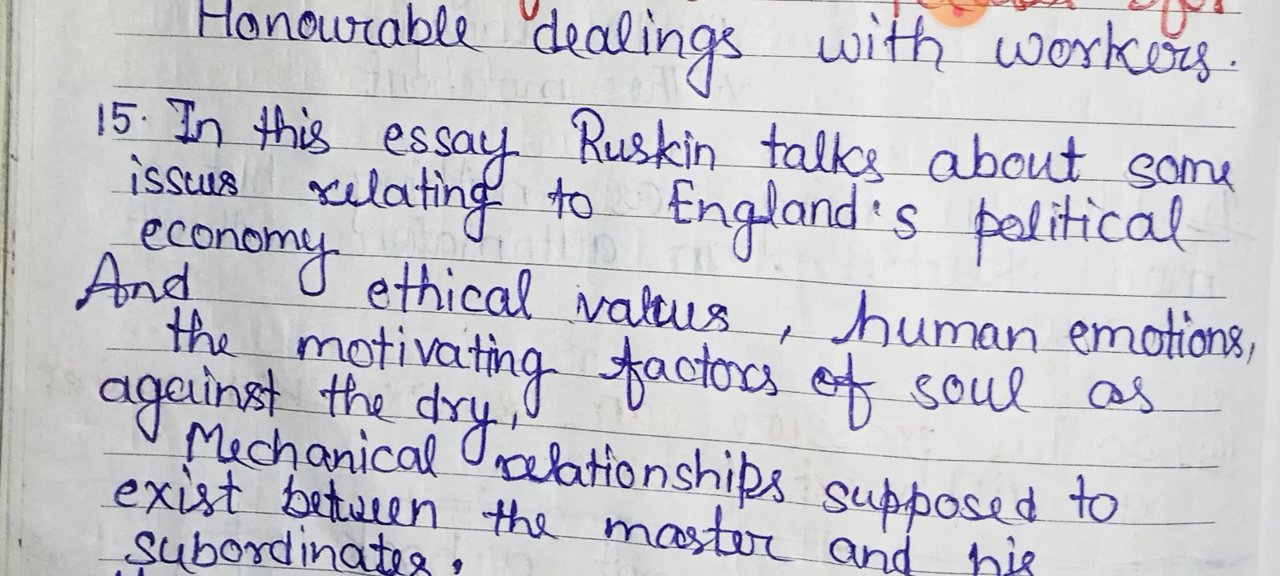 Honourable dealings with workers.
15. In this essay Ruskin talks about some
issues relating to England's political
economy
And ethical values, human emotions,
the motivating factors of soul as
against the dry,
Mechanical relationships supposed to
exist between the master and his
subordinates.